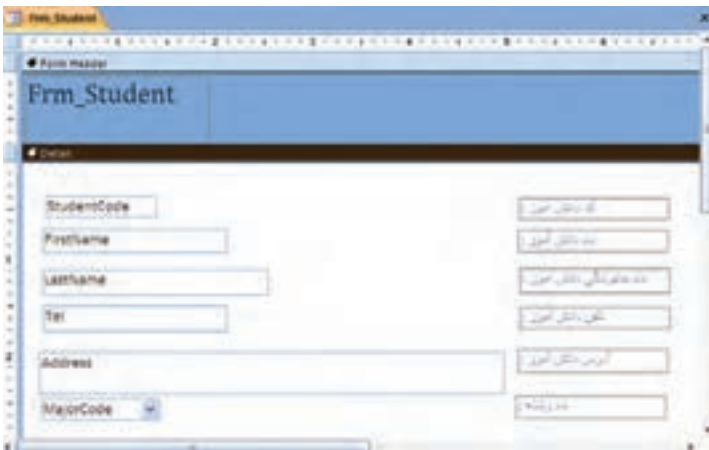 Frm_Student
Form Header
Frm_Student
Detail
StudentCode
کد دانش آموز :
FirstName
نام دانش آموز :
LastName
نام خانوادگی دانش آموز :
Tel
تلفن دانش آموز :
Address
آدرس دانش آموز :
MajorCode
نام رشته :